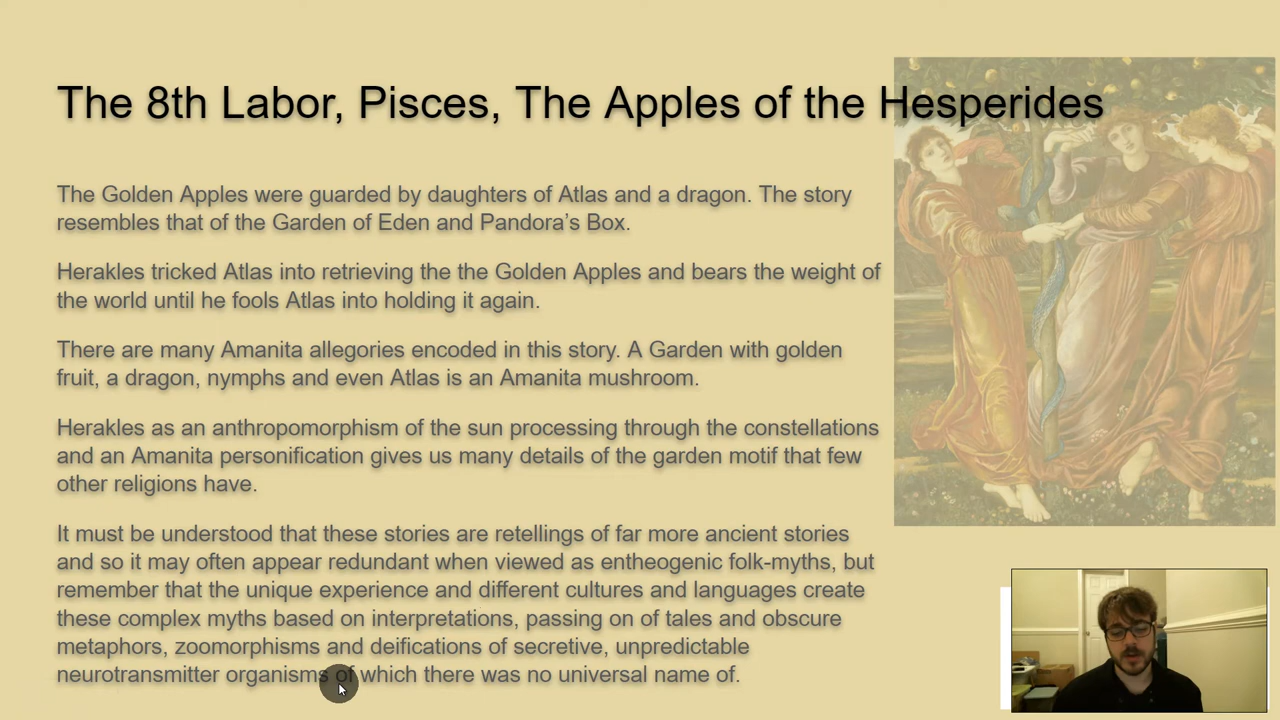 The 8th Labor, Pisces, The Apples of the Hesperides
The Golden Apples were guarded by daughters of Atlas and a dragon. The story
resembles that of the Garden of Eden and Pandora’s Box.
Herakles tricked Atlas into retrieving the the Golden Apples and bears the weight of
the world until he fools Atlas into holding it again.
There are many Amanita allegories encoded in this story. A Garden with golden
fruit, a dragon, nymphs and even Atlas is an Amanita mushroom.
Herakles as an anthropomorphism of the sun processing through the constellations
and an Amanita personification gives us many details of the garden motif that few
other religions have.
It must be understood that these stories are retellings of far more ancient stories
and so it may often appear redundant when viewed as entheogenic folk-myths, but
remember that the unique experience and different cultures and languages create
these complex myths based on interpretations, passing on of tales and obscure
metaphors, zoomorphisms and deifications of secretive, unpredictable
neurotransmitter organisms of which there was no universal name of.